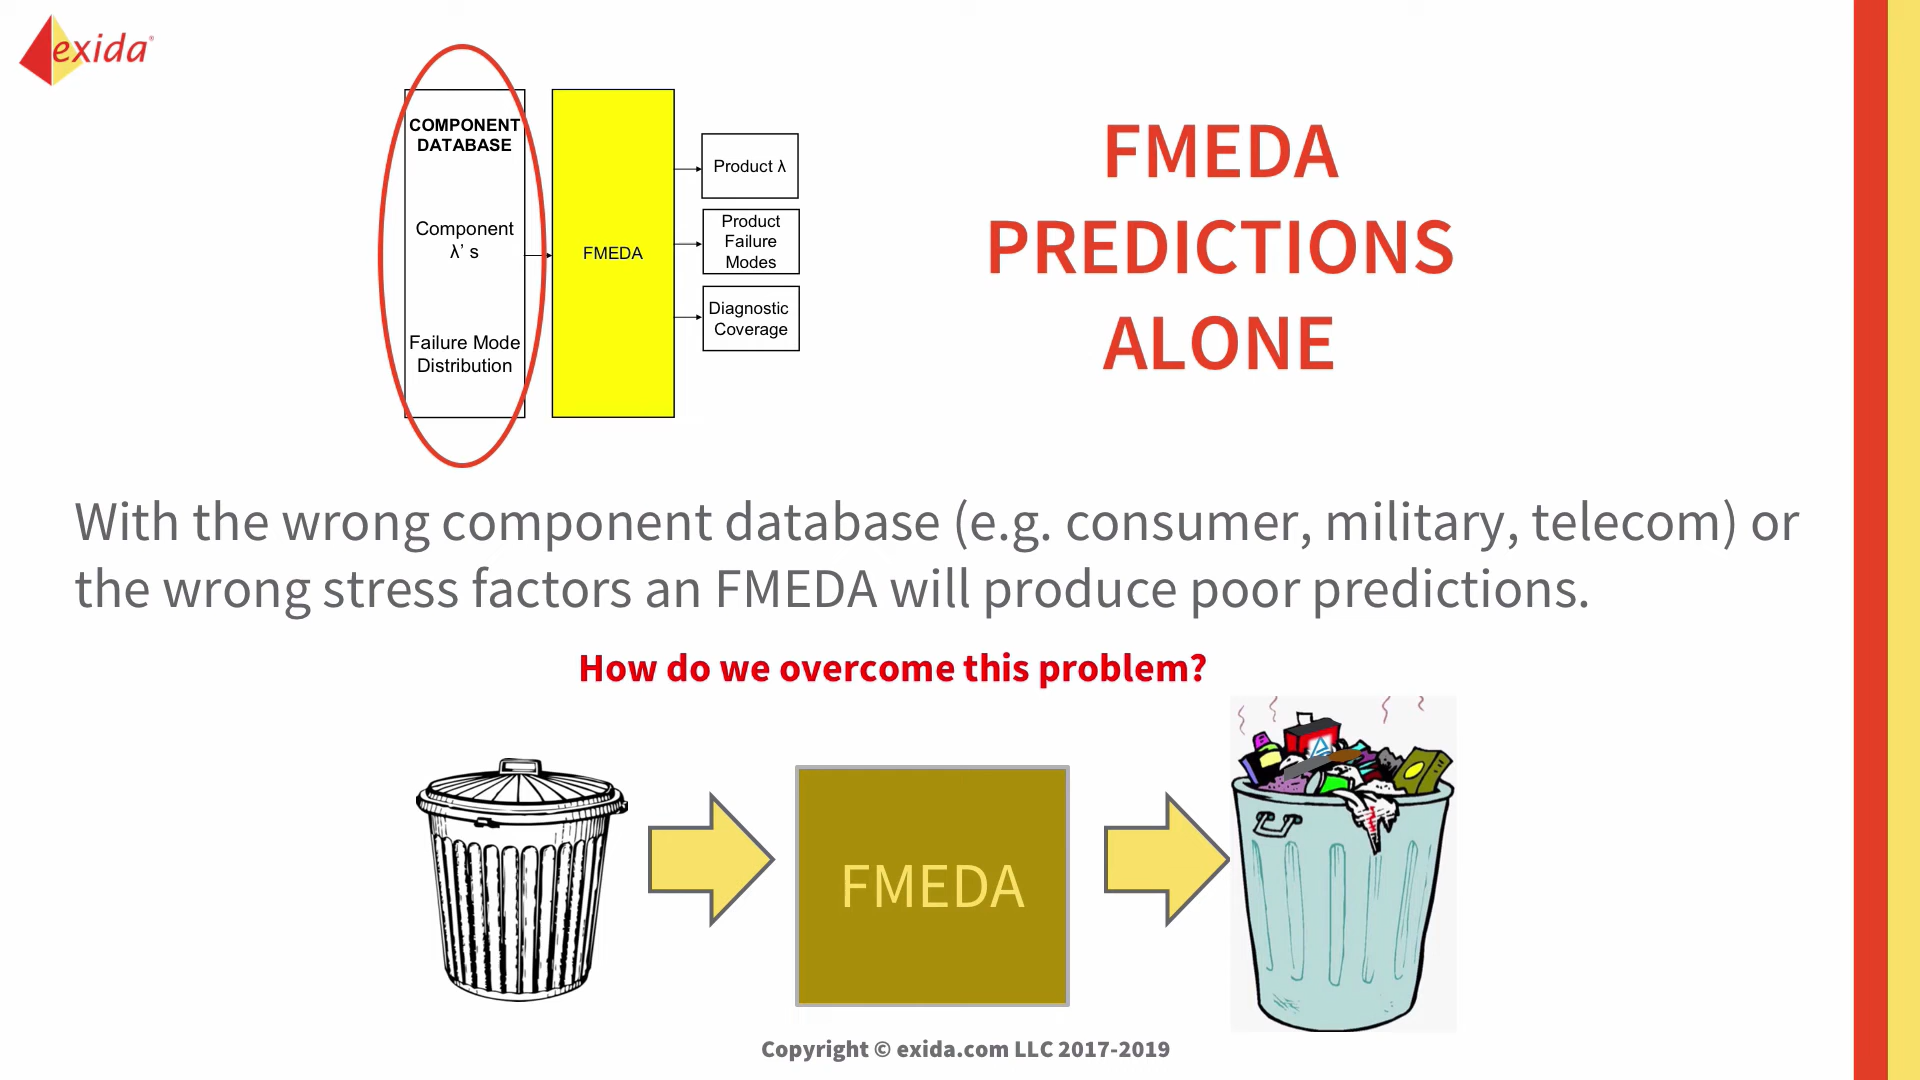 exida
COMPONENT
DATABASE
Component
λ’ s
Failure Mode
Distribution
FMEDA
Product λ
Product
Failure
Modes
Diagnostic
Coverage
FMEDA
PREDICTIONS
ALONE
With the wrong component database (e.g. consumer, military, telecom) or
the wrong stress factors an FMEDA will produce poor predictions.
How do we overcome this problem?
FMEDA
Copyright © exida.com LLC 2017-2019